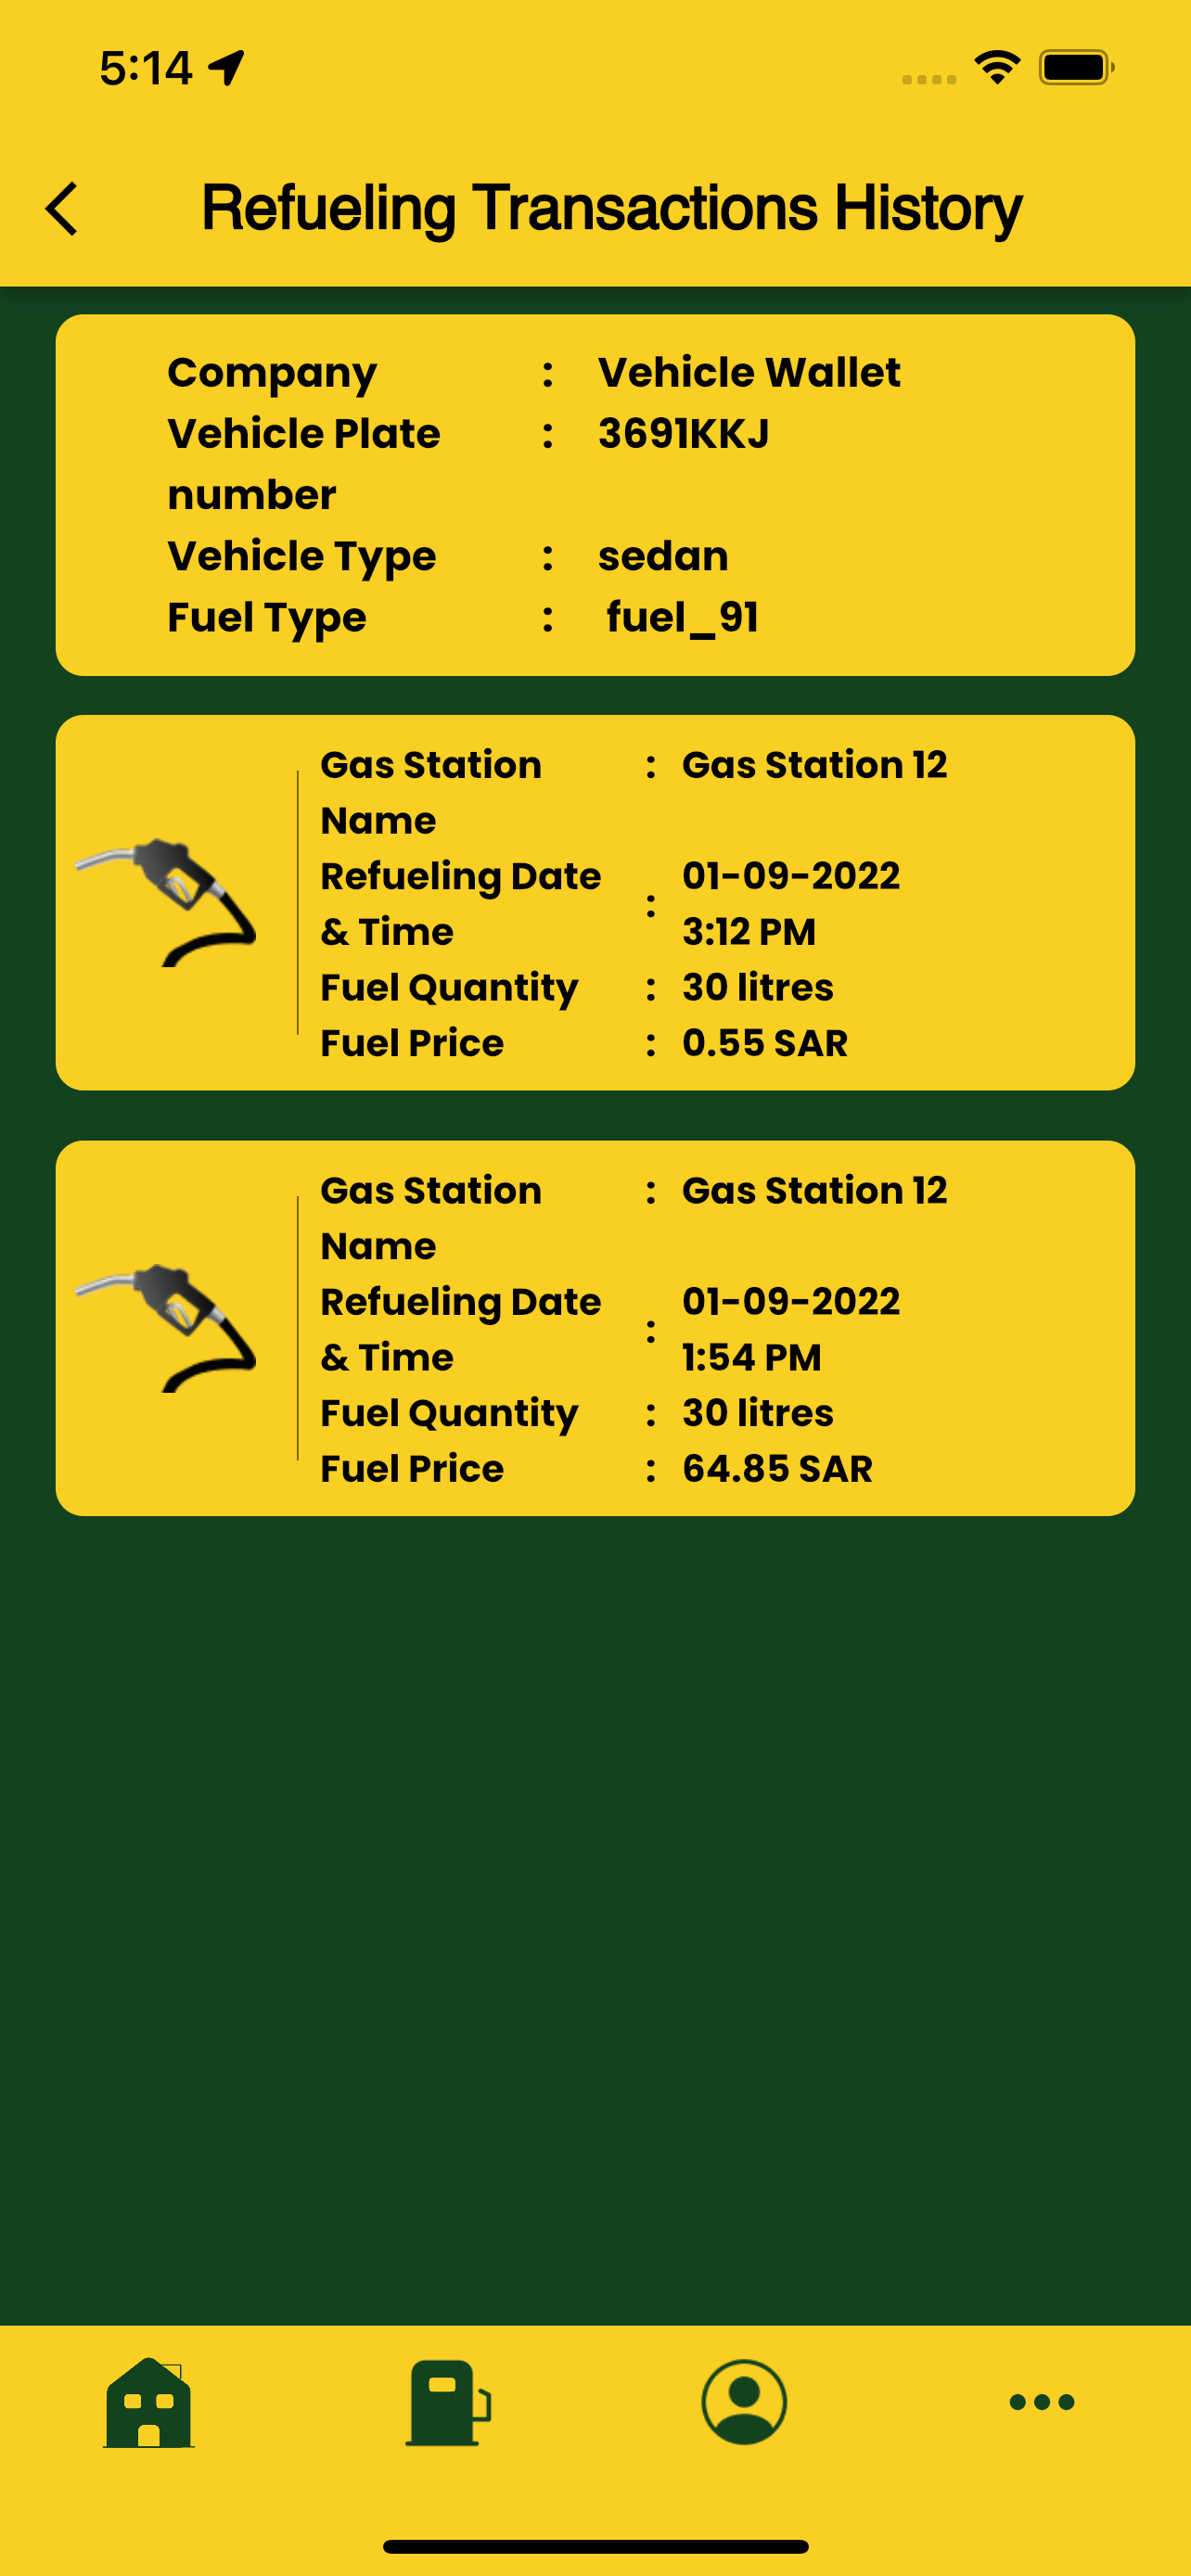 5:14
Refueling Transactions History
Company : Vehicle Wallet
Vehicle Plate : 3691KKJ
number
Vehicle Type : sedan
Fuel Type : fuel_91
Gas Station : Gas Station 12
Name
Refueling Date : 01-09-2022
& Time 3:12 PM
Fuel Quantity : 30 litres
Fuel Price : 0.55 SAR
Gas Station : Gas Station 12
Name
Refueling Date : 01-09-2022
& Time 1:54 PM
Fuel Quantity : 30 litres
Fuel Price : 64.85 SAR